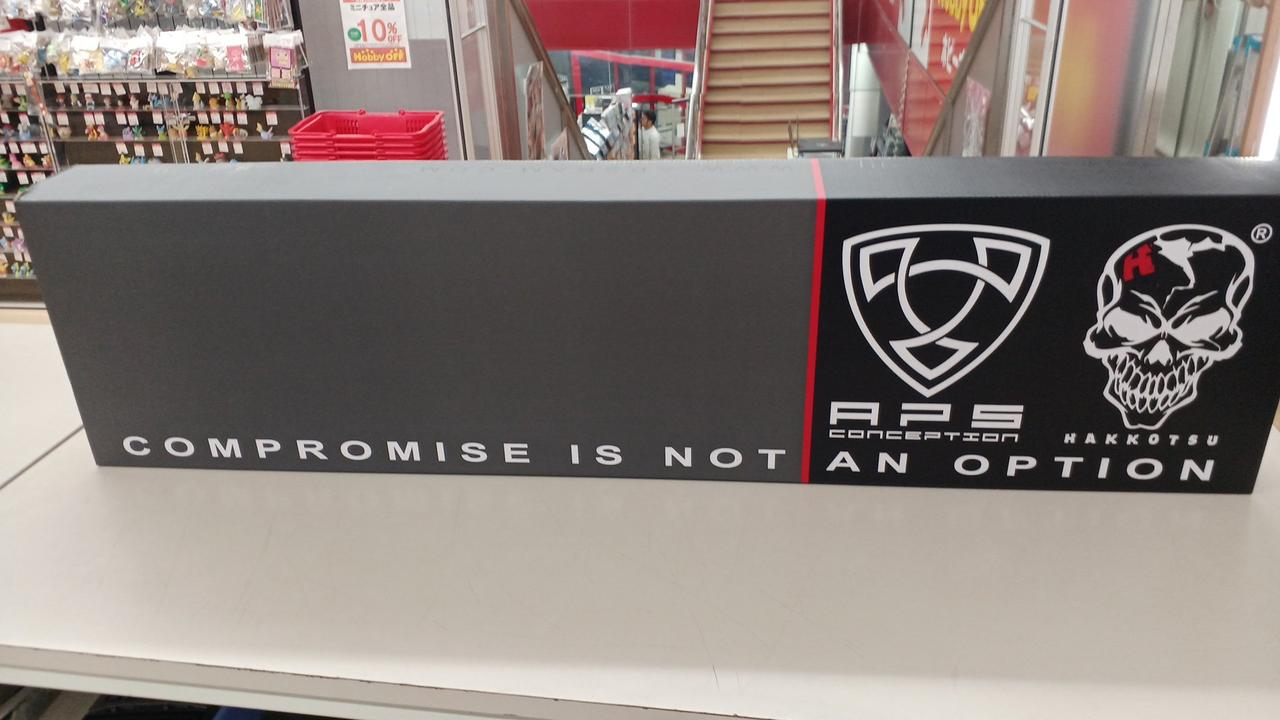 ミニチュア全品
10%
OFF
Hobby Off
COMPROMISE IS NOT AN OPTION
APS
CONCEPTION
H
®
HAKKOTSU